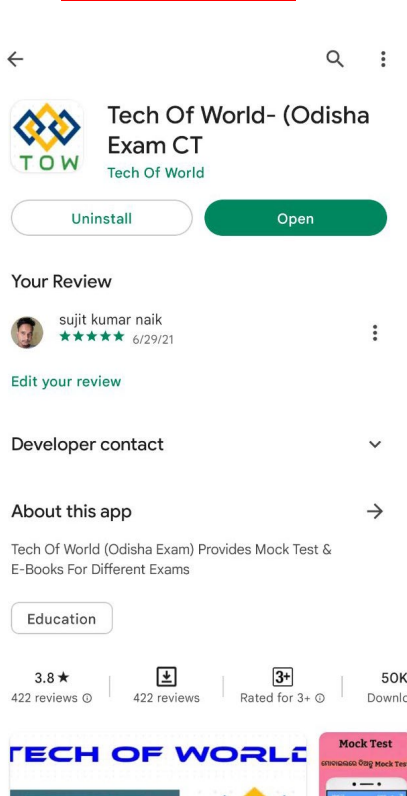 TOW
Tech Of World- (Odisha
Exam CT
Tech Of World
Uninstall
Open
Your Review
sujit kumar naik
★★★★★ 6/29/21
Edit your review
Developer contact
About this app
Tech Of World (Odisha Exam) Provides Mock Test &
E-Books For Different Exams
Education
3.8★
422 reviews
422 reviews
3+
Rated for 3+
50K
Downlo
TECH OF WORLD
Mock Test
Mock Test